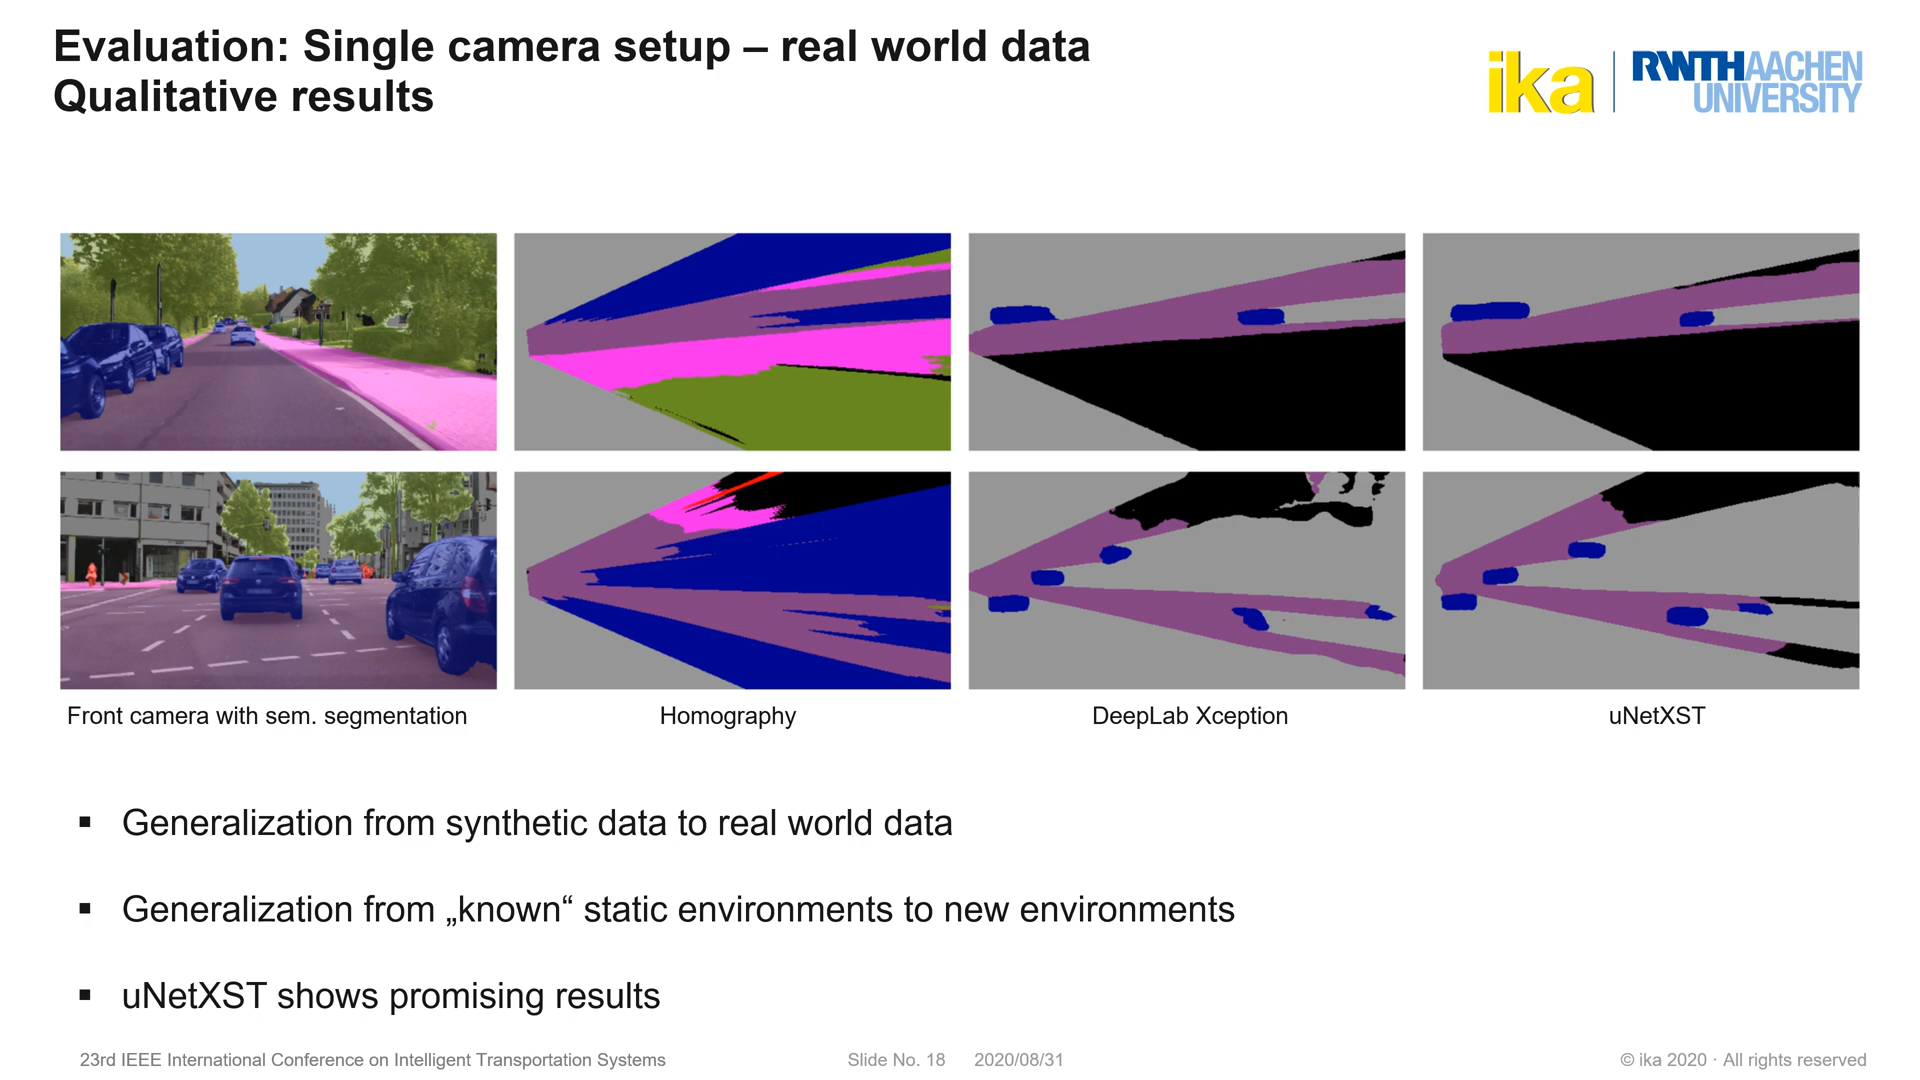 Evaluation: Single camera setup – real world data
Qualitative results
ika
RWTHAACHEN
UNIVERSITY
Front camera with sem. segmentation
Homography
DeepLab Xception
uNetXST
▪ Generalization from synthetic data to real world data
▪ Generalization from „known“ static environments to new environments
▪ uNetXST shows promising results
23rd IEEE International Conference on Intelligent Transportation Systems
Slide No. 18
2020/08/31
© ika 2020 · All rights reserved